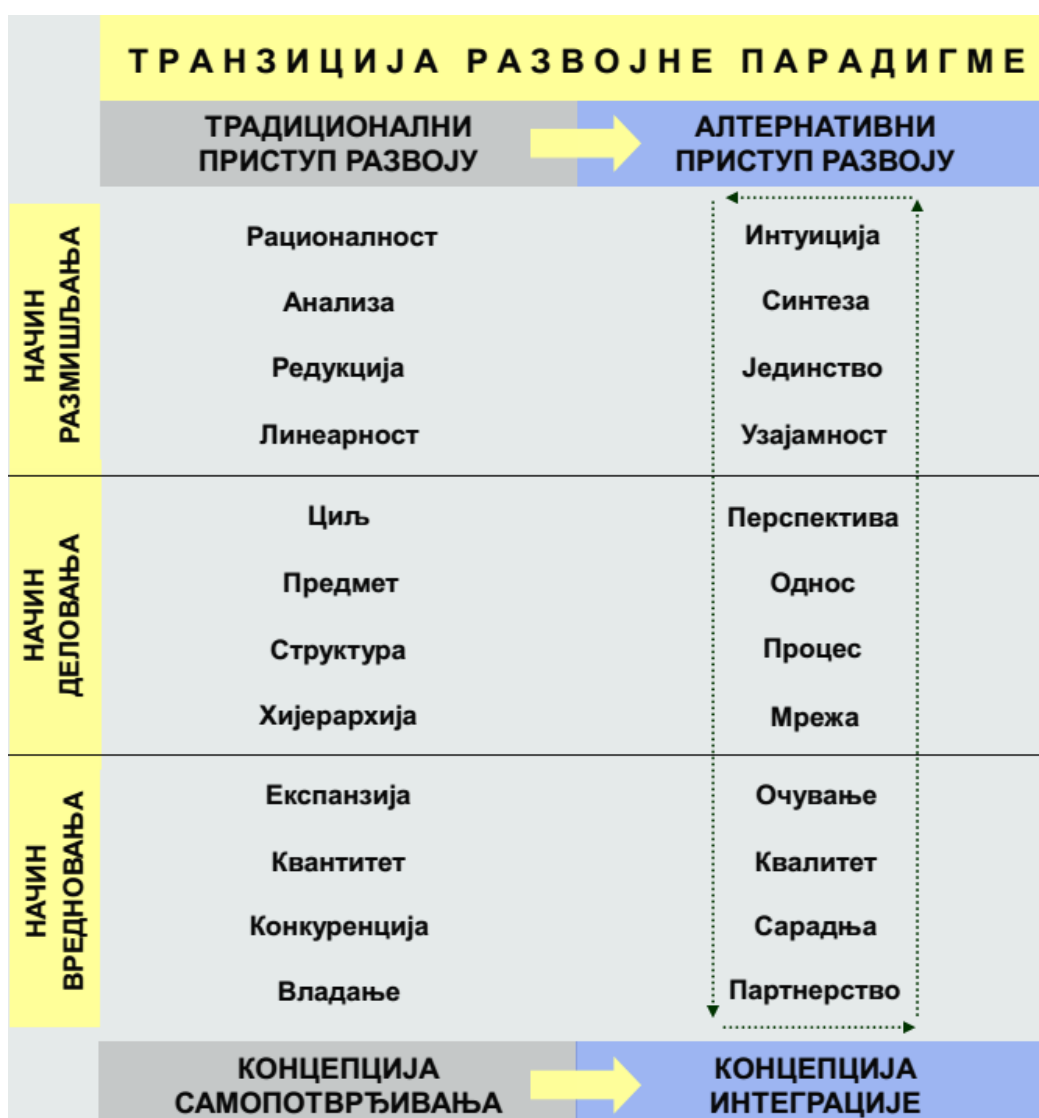 ТРАНЗИЦИЈА РАЗВОЈНЕ ПАРАДИГМЕ
ТРАДИЦИОНАЛНИ
ПРИСТУП РАЗВОЈУ
АЛТЕРНАТИВНИ
ПРИСТУП РАЗВОЈУ
НАЧИН
РАЗМИШЉАЊА
Рационалност
Интуиција
Анализа
Синтеза
Редукција
Јединство
Линеарност
Узајамност
НАЧИН
ДЕЛОВАЊА
Циљ
Перспектива
Предмет
Однос
Структура
Процес
Хијерархија
Мрежа
НАЧИН
ВРЕДНОВАЊА
Експанзија
Очување
Квантитет
Квалитет
Конкуренција
Сарадња
Владање
Партнерство
КОНЦЕПЦИЈА
САМОПОТВРЂИВАЊА
КОНЦЕПЦИЈА
ИНТЕГРАЦИЈЕ